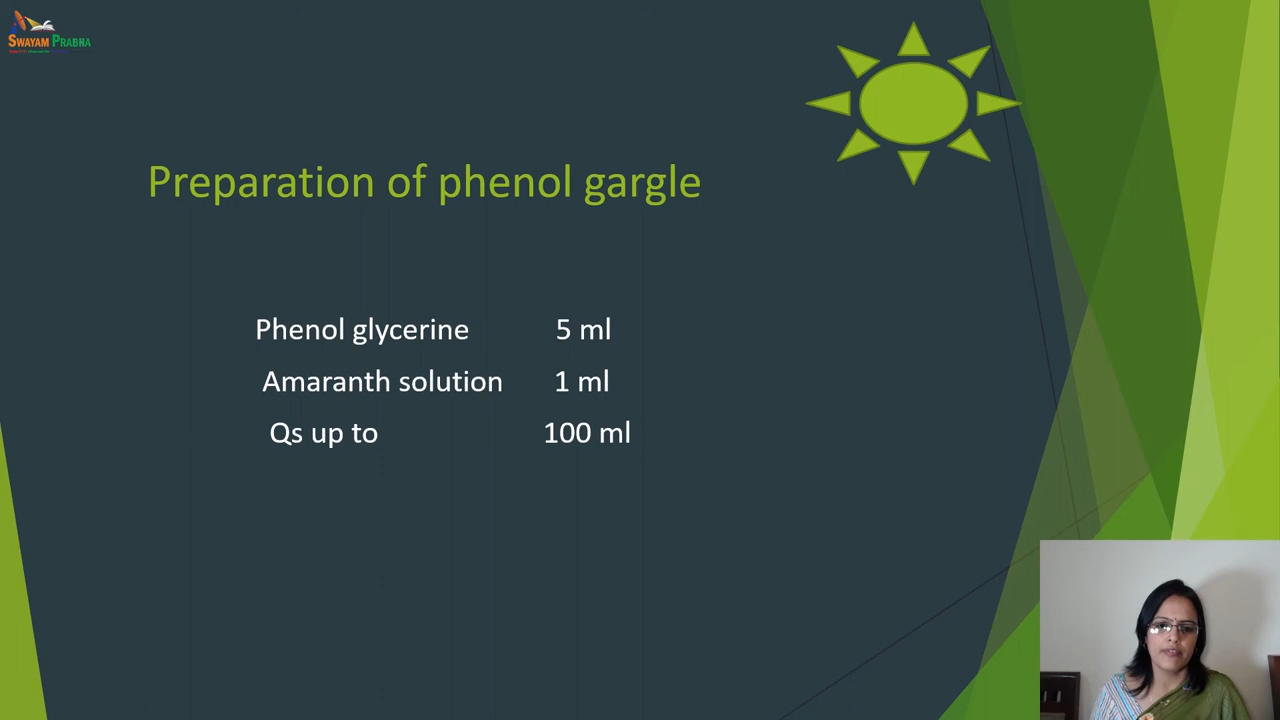 SWAYAM PRABHA
Preparation of phenol gargle
Phenol glycerine 5 ml
Amaranth solution 1 ml
Qs up to 100 ml